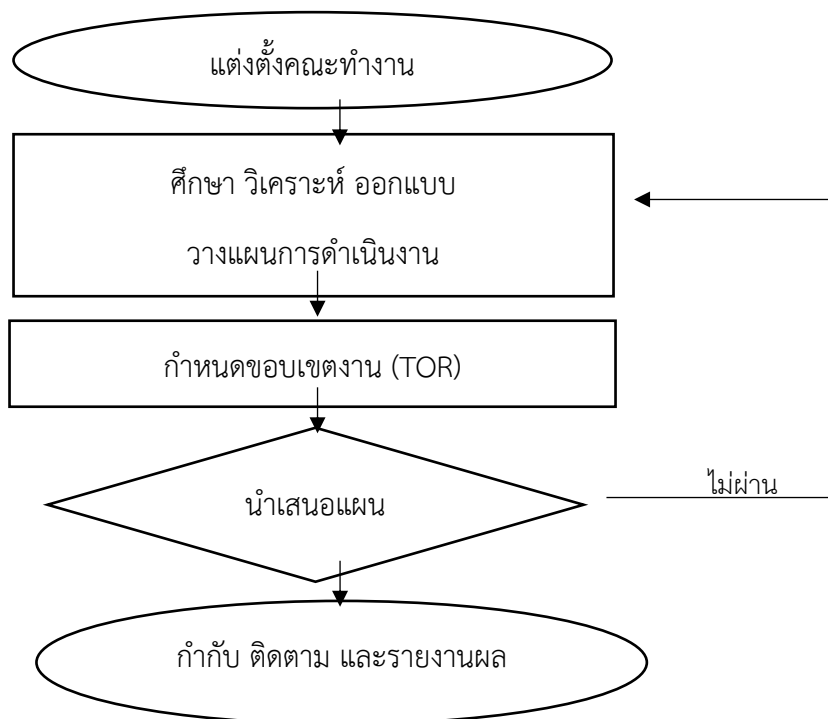 แต่งตั้งคณะทำงาน
ศึกษา วิเคราะห์ ออกแบบ
วางแผนการดำเนินงาน
กำหนดขอบเขตงาน (TOR)
นำเสนอแผน
ไม่ผ่าน
กำกับ ติดตาม และรายงานผล